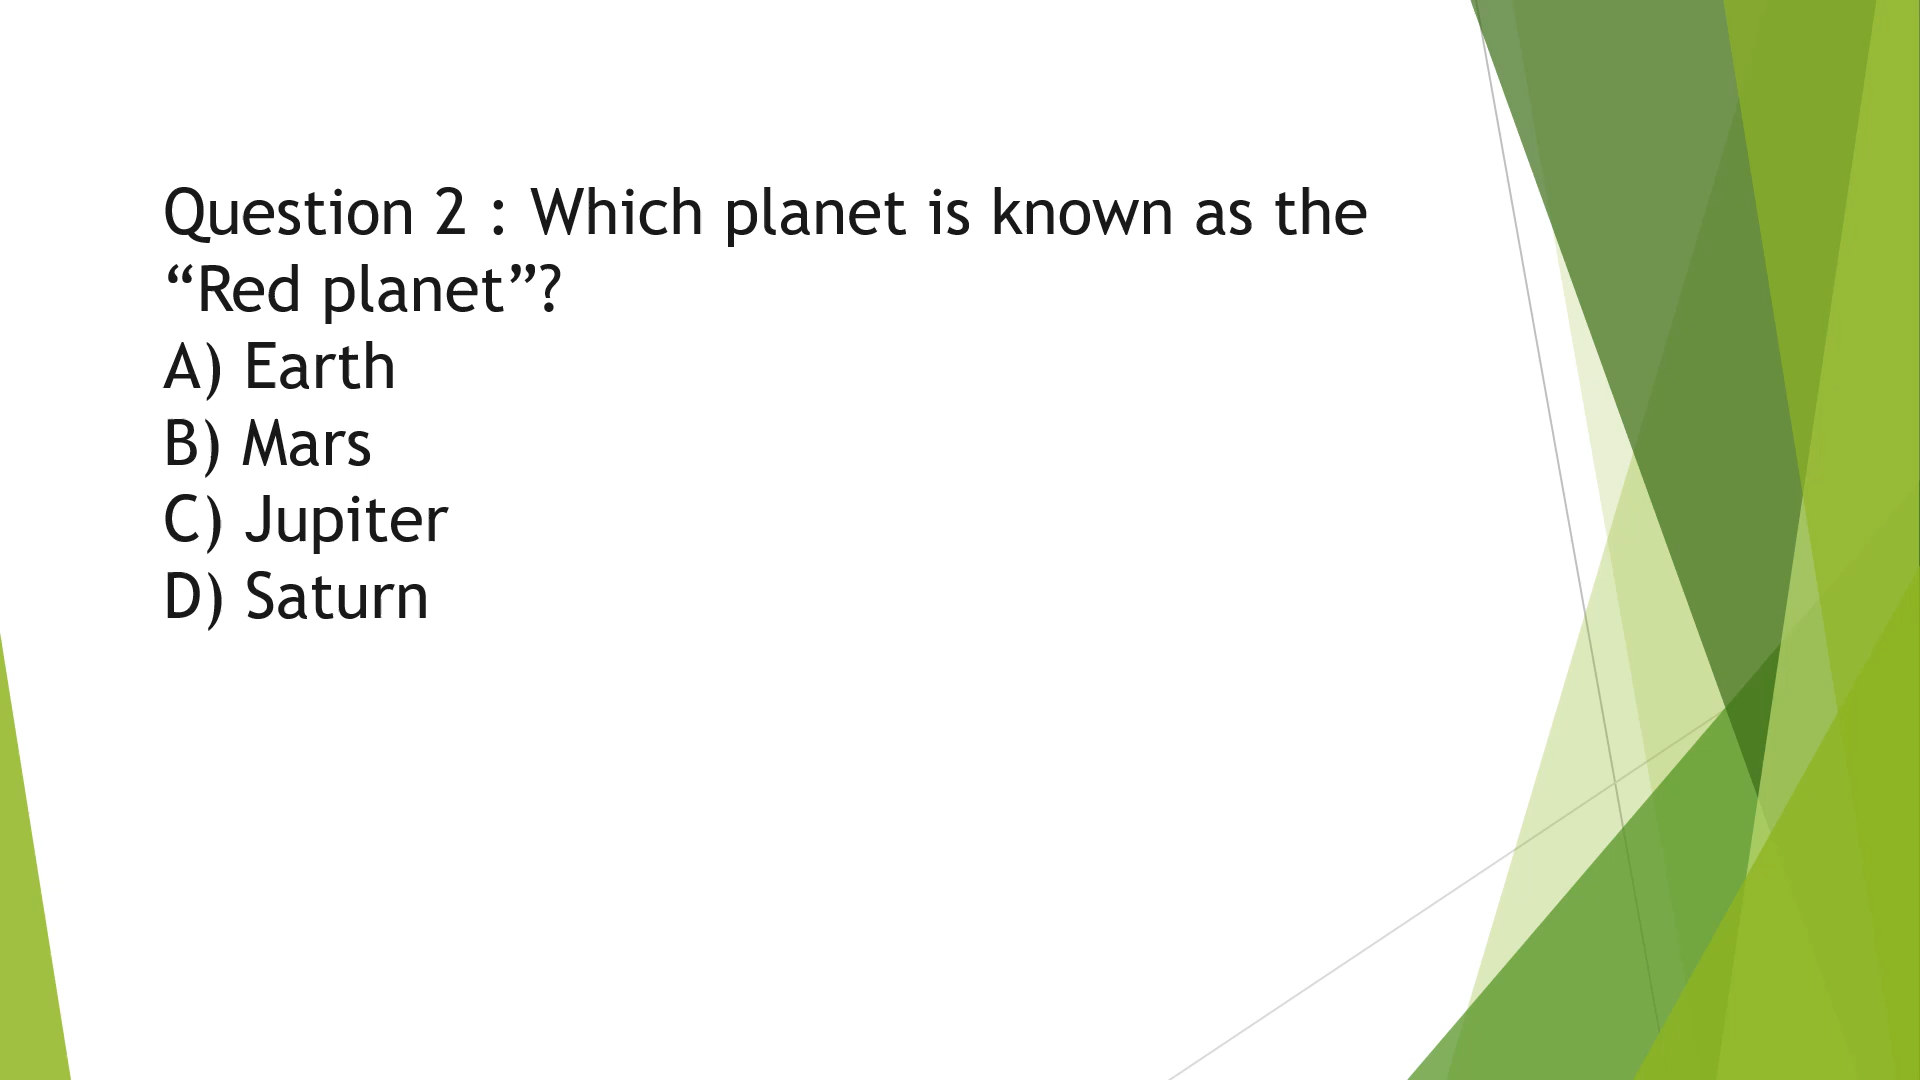 Question 2 : Which planet is known as the
“Red planet”?
A) Earth
B) Mars
C) Jupiter
D) Saturn